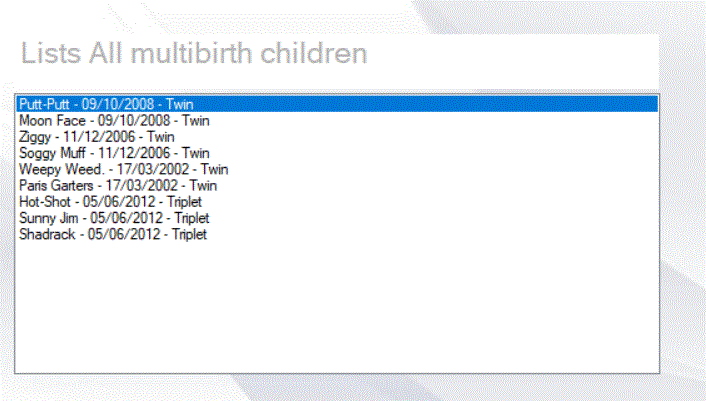 Lists All multibirth children
Putt-Putt - 09/10/2008 - Twin
Moon Face - 09/10/2008 - Twin
Ziggy - 11/12/2006 - Twin
Soggy Muff - 11/12/2006 - Twin
Weepy Weed. - 17/03/2002 - Twin
Paris Garters - 17/03/2002 - Twin
Hot-Shot - 05/06/2012 - Triplet
Sunny Jim - 05/06/2012 - Triplet
Shadrack - 05/06/2012 - Triplet